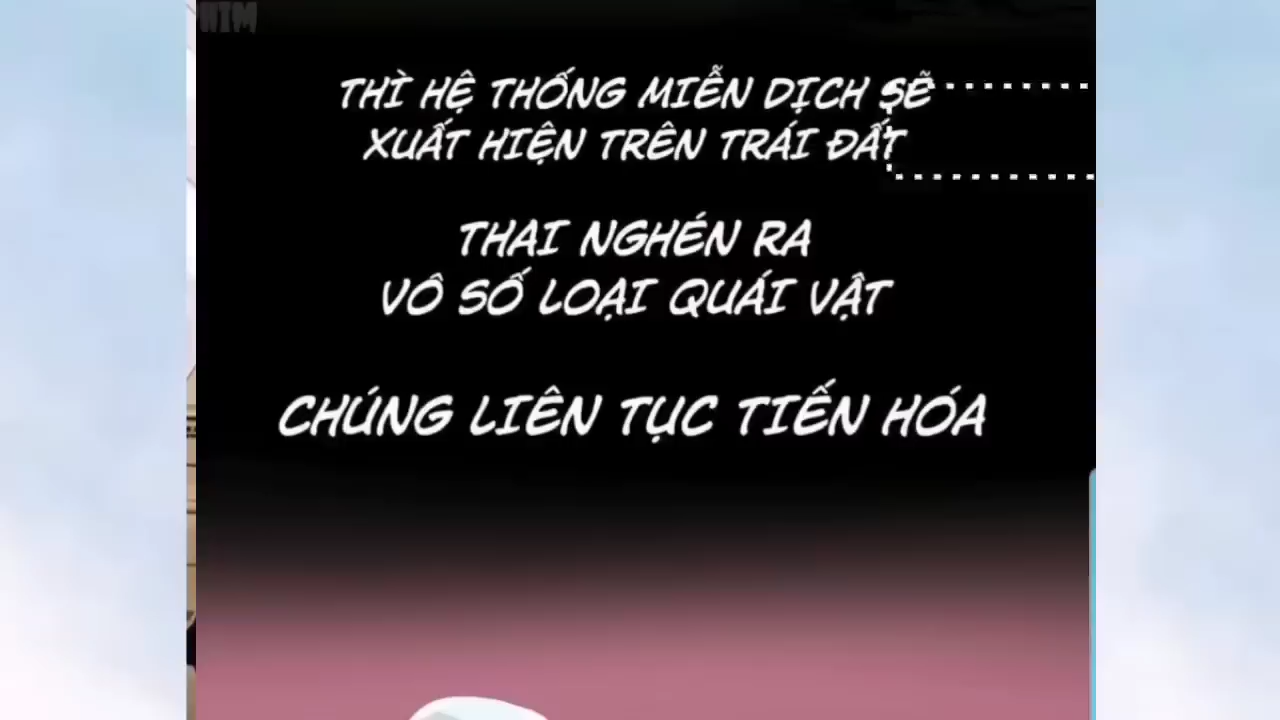 PHIM
THÌ HỆ THỐNG MIỄN DỊCH SẼ
XUẤT HIỆN TRÊN TRÁI ĐẤT
THAI NGHÉN RA
VÔ SỐ LOẠI QUÁI VẬT
CHÚNG LIÊN TỤC TIẾN HÓA